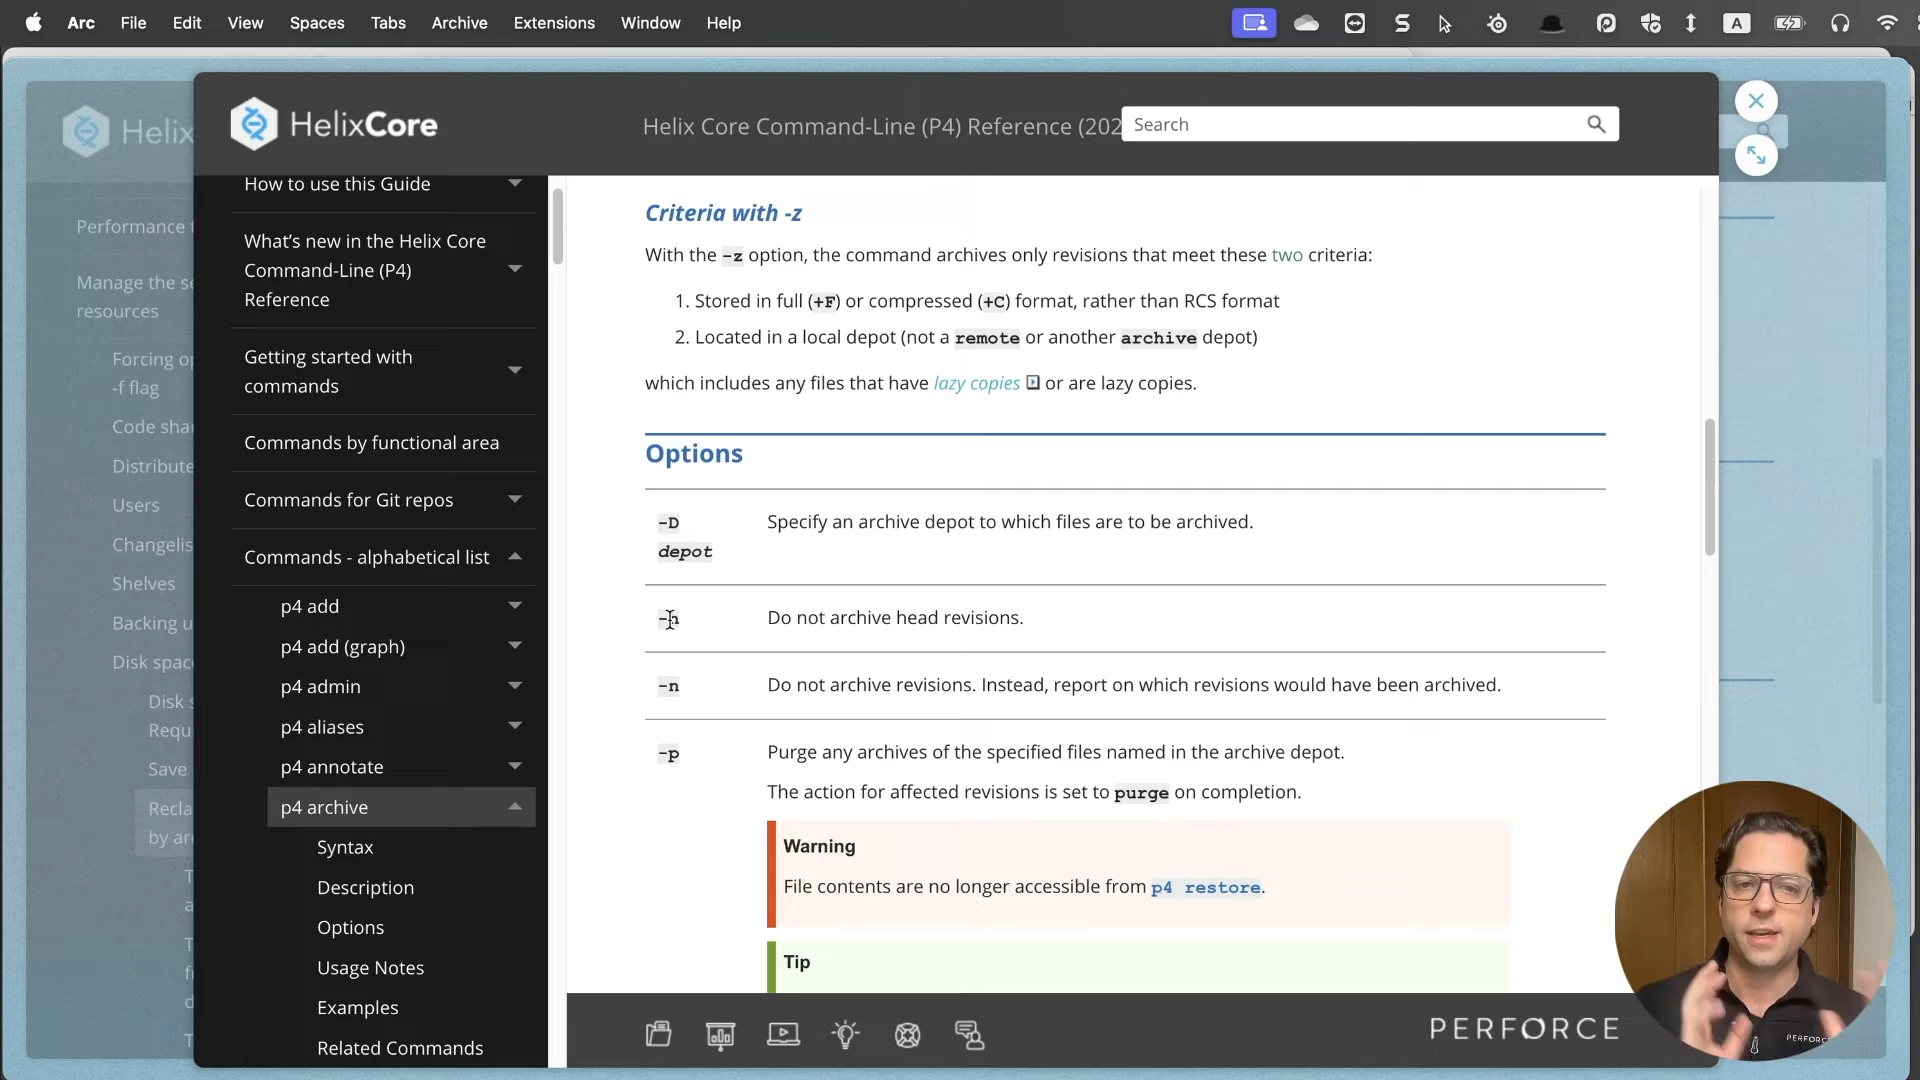 Arc File Edit View Spaces Tabs Archive Extensions Window Help
S
A
Helix
HelixCore
Helix Core Command-Line (P4) Reference (202
Search
Performance
Manage the se
resources
Forcing op
-f flag
Code shar
Distribute
Users
Changelis
Shelves
Backing u
Disk spac
Disk s
Requ
Save
Recla
by ar
How to use this Guide
What's new in the Helix Core
Command-Line (P4)
Reference
Getting started with
commands
Commands by functional area
Commands for Git repos
Commands - alphabetical list
p4 add
p4 add (graph)
p4 admin
p4 aliases
p4 annotate
p4 archive
Syntax
Description
Options
Usage Notes
Examples
Related Commands
Criteria with -z
With the -z option, the command archives only revisions that meet these two criteria:
1. Stored in full (+F) or compressed (+C) format, rather than RCS format
2. Located in a local depot (not a remote or another archive depot)
which includes any files that have lazy copies or are lazy copies.
Options
-D Specify an archive depot to which files are to be archived.
depot
-h Do not archive head revisions.
-n Do not archive revisions. Instead, report on which revisions would have been archived.
-p Purge any archives of the specified files named in the archive depot.
The action for affected revisions is set to purge on completion.
Warning
File contents are no longer accessible from p4 restore.
Tip
PERFORCE
PERFORC